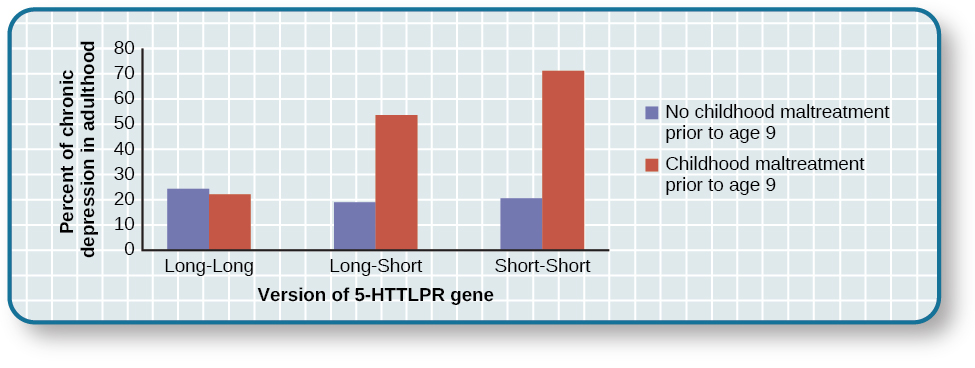 Percent of chronic
depression in adulthood
80
70
60
50
40
30
20
10
0
Long-Long
Long-Short
Short-Short
Version of 5-HTTLPR gene
No childhood maltreatment
prior to age 9
Childhood maltreatment
prior to age 9